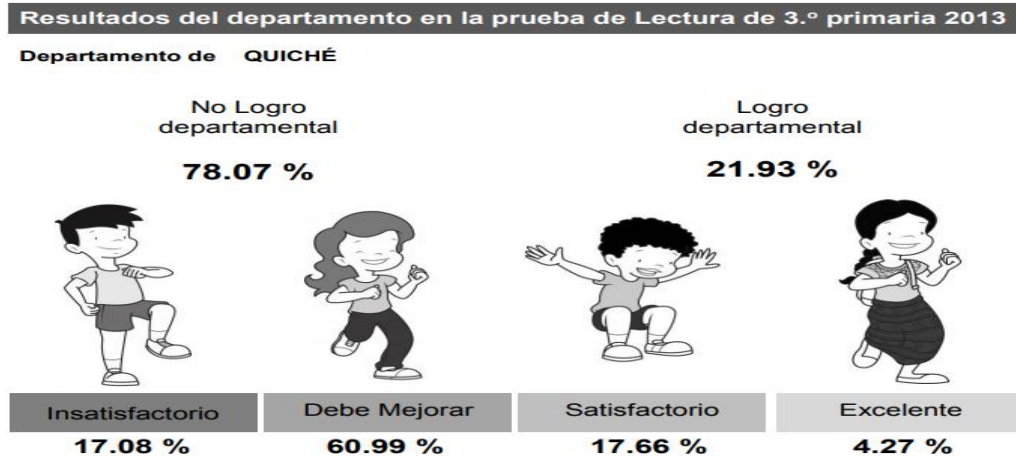 Resultados del departamento en la prueba de Lectura de 3.º primaria 2013
Departamento de QUICHÉ
No Logro
departamental
78.07 %
Logro
departamental
21.93 %
Insatisfactorio Debe Mejorar Satisfactorio Excelente
17.08 % 60.99 % 17.66 % 4.27 %